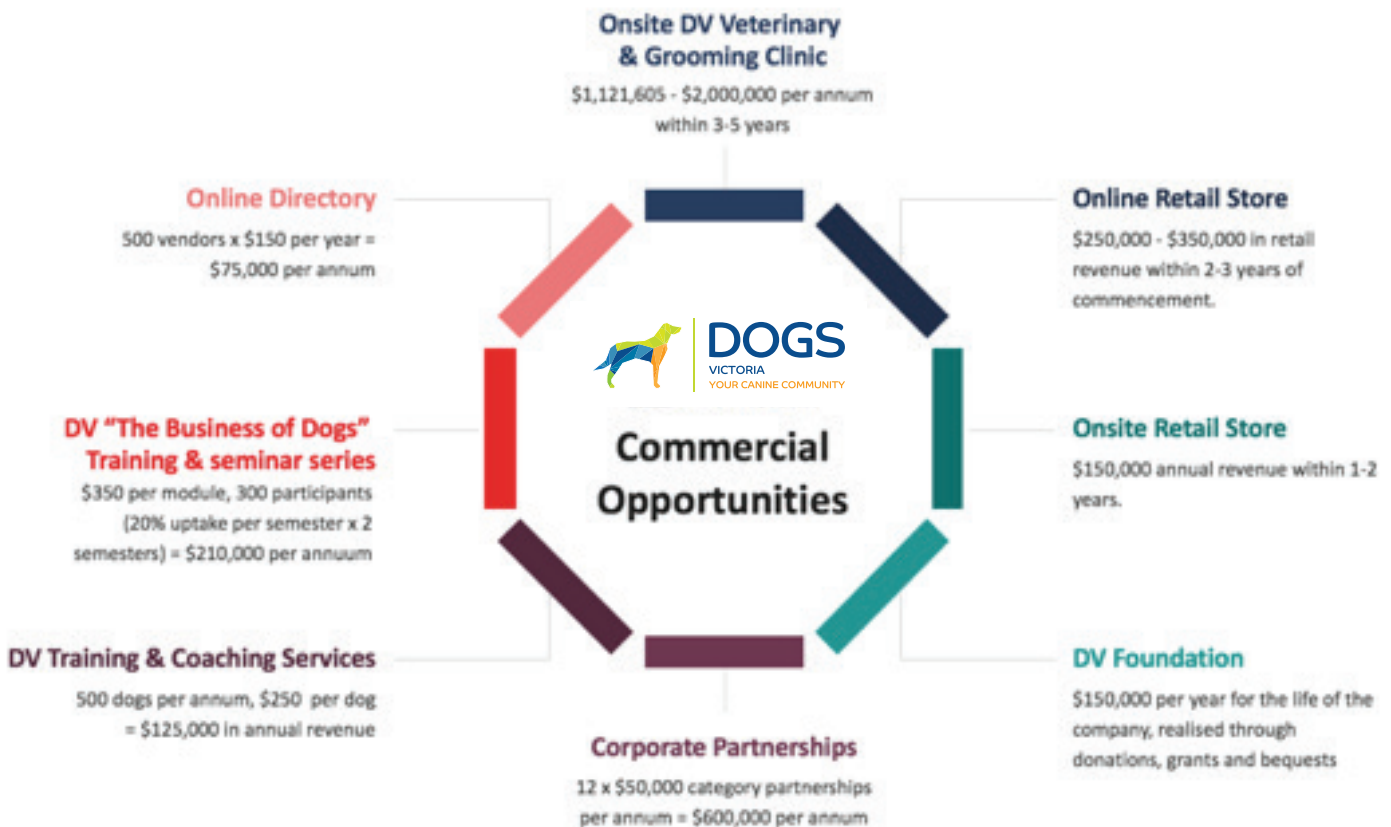 Onsite DV Veterinary
& Grooming Clinic
$1,121,605 - $2,000,000 per annum
within 3-5 years
Online Retail Store
$250,000 - $350,000 in retail
revenue within 2-3 years of
commencement.
Onsite Retail Store
$150,000 annual revenue within 1-2
years.
DV Foundation
$150,000 per year for the life of the
company, realised through
donations, grants and bequests
Corporate Partnerships
12 x $50,000 category partnerships
per annum = $600,000 per annum
DV Training & Coaching Services
500 dogs per annum, $250 per dog
= $125,000 in annual revenue
DV "The Business of Dogs"
Training & seminar series
$350 per module, 300 participants
(20% uptake per semester x 2
semesters) = $210,000 per annuum
Online Directory
500 vendors x $150 per year =
$75,000 per annum
DOGS
VICTORIA
YOUR CANINE COMMUNITY
Commercial
Opportunities